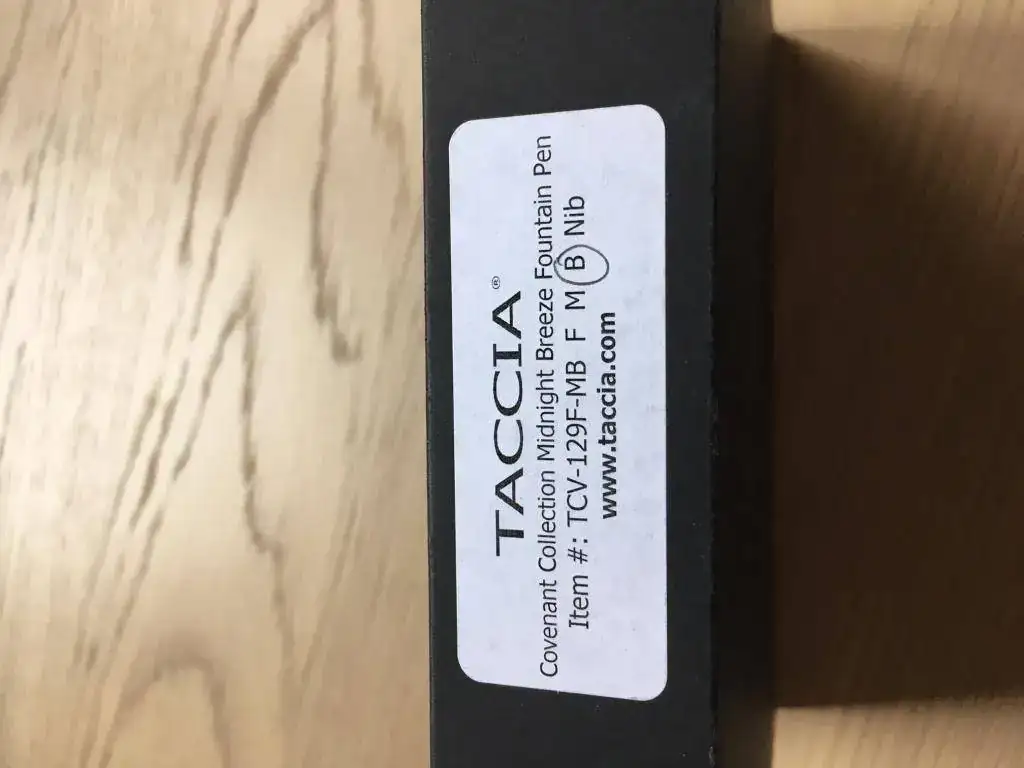 TACCIA®
Covenant Collection Midnight Breeze Fountain Pen
Item #: TCV-129F-MB F M B Nib
www.taccia.com